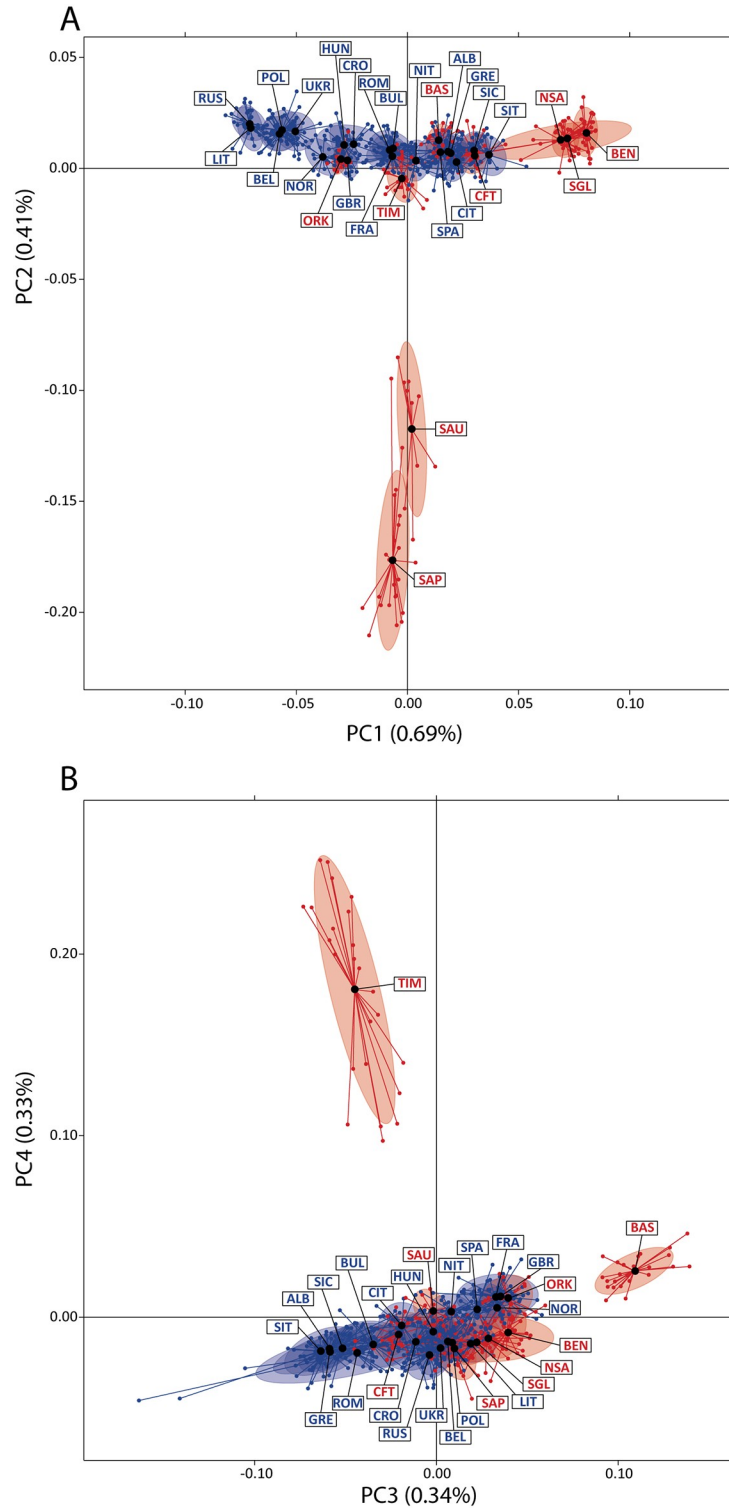 A
HUN
CRO
ROM
BUL
NIT
ALB
GRE
SIC
SIT
NSA
BAS
POL
UKR
RUS
LIT
BEL
NOR
ORK
GBR
FRA
TIM
SPA
CIT
CFT
SGL
BEN
SAU
SAP
0.05
0.00
-0.05
-0.10
-0.15
-0.20
PC2 (0.41%)
-0.10 -0.05 0.00 0.05 0.10
PC1 (0.69%)
B
TIM
BAS
SAU
SPA
FRA
GBR
ORK
NOR
NIT
HUN
CIT
BUL
SIC
ALB
SIT
BEN
NSA
SGL
LIT
SAP
POL
BEL
UKR
RUS
CRO
CFT
ROM
GRE
0.20
0.10
0.00
PC4 (0.33%)
-0.10 0.00 0.10
PC3 (0.34%)